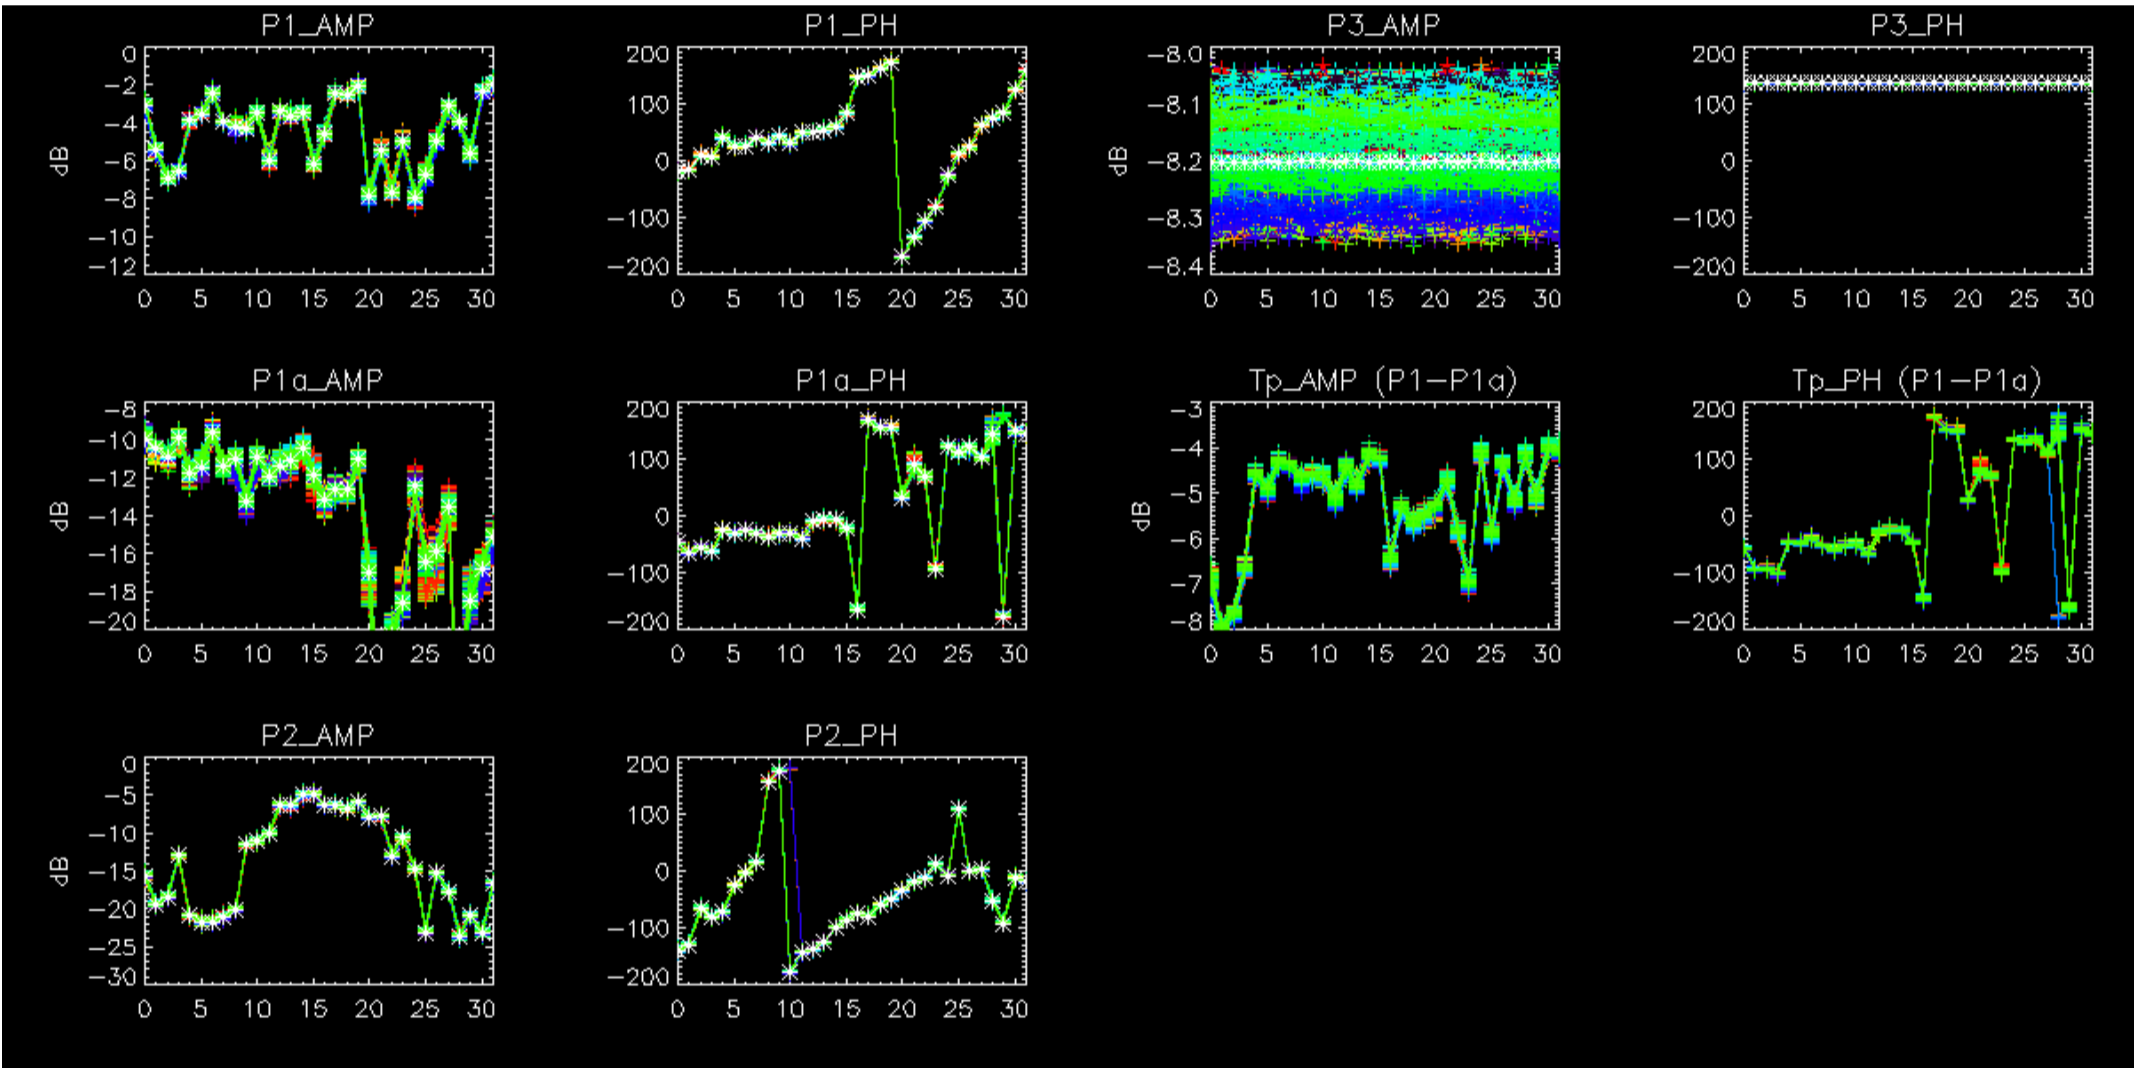 P1_AMP P1_PH P3_AMP P3_PH
0 200 -8.0 200
-2
-4 100 -8.1 100
-6 0 -8.2 0
-8
-10 -100 -8.3 -100
-12 -200 -8.4 -200
dB dB
0 5 10 15 20 25 30 0 5 10 15 20 25 30 0 5 10 15 20 25 30 0 5 10 15 20 25 30
P1a_AMP P1a_PH Tp_AMP (P1-P1a) Tp_PH (P1-P1a)
-8 200 -3 200
-10 100 -4 100
-12
-14 0 -5 0
-16 -100 -6 -100
-18 -7
-20 -200 -8 -200
dB dB
0 5 10 15 20 25 30 0 5 10 15 20 25 30 0 5 10 15 20 25 30 0 5 10 15 20 25 30
P2_AMP P2_PH
0 200
-5 100
-10
-15 0
-20 -100
-25
-30 -200
dB
0 5 10 15 20 25 30 0 5 10 15 20 25 30